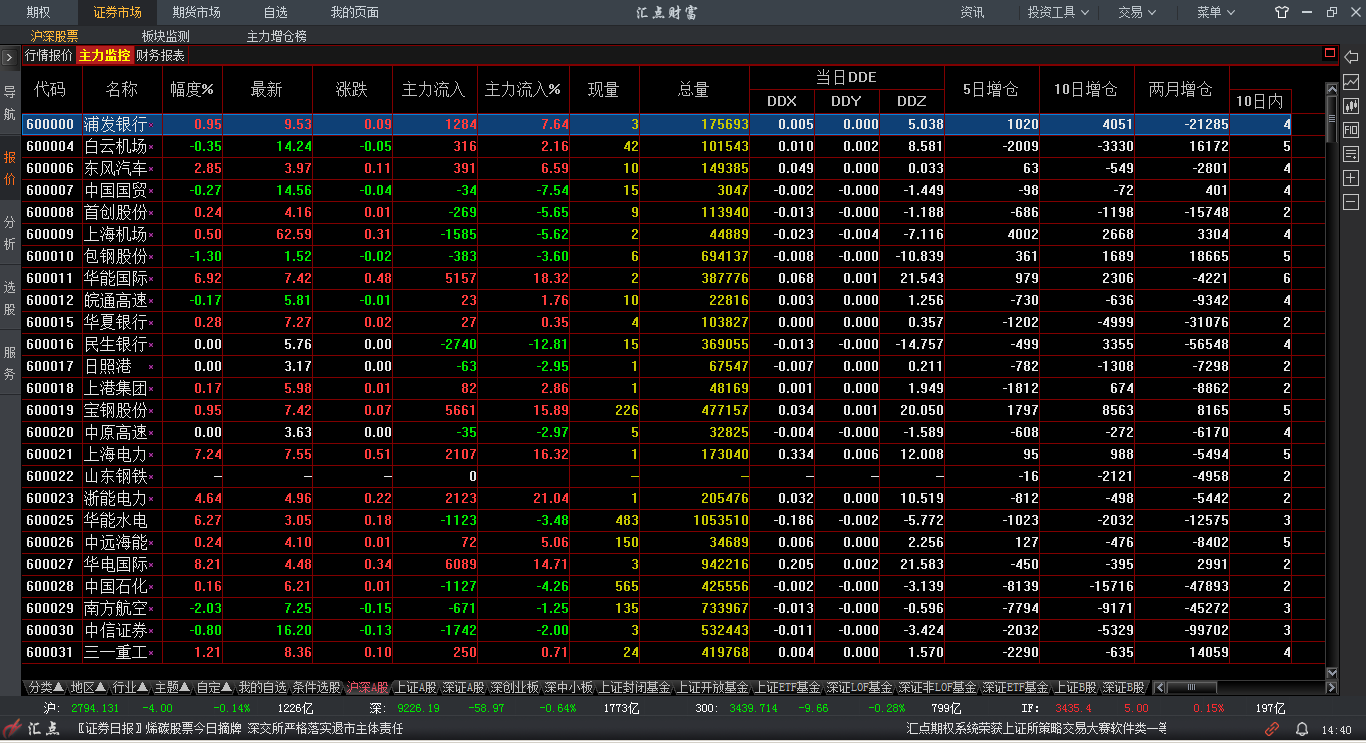 期权 证券市场 期货市场 自选 我的页面 汇点财富 资讯 投资工具 交易 菜单
沪深股票 板块监测 主力增仓榜
行情报价 主力监控 财务报表
代码 名称 幅度% 最新 涨跌 主力流入 主力流入% 现量 总量 当日DDE 5日增仓 10日增仓 两月增仓
DDX DDY DDZ 10日内
600000 浦发银行× 0.95 9.53 0.09 1284 7.64 3 175693 0.005 0.000 5.038 1020 4051 -21285 4
600004 白云机场× -0.35 14.24 -0.05 316 2.16 42 101543 0.010 0.002 8.581 -2009 -3330 16172 5
600006 东风汽车× 2.85 3.97 0.11 391 6.59 10 149385 0.049 0.000 0.033 63 -549 -2801 4
600007 中国国贸× -0.27 14.56 -0.04 -34 -7.54 15 3047 -0.002 -0.000 -1.449 -98 -72 401 4
600008 首创股份× 0.24 4.16 0.01 -269 -5.65 9 113940 -0.013 -0.000 -1.188 -686 -1198 -15748 2
600009 上海机场× 0.50 62.59 0.31 -1585 -5.62 2 44889 -0.023 -0.004 -7.116 4002 2668 3304 4
600010 包钢股份× -1.30 1.52 -0.02 -383 -3.60 6 694137 -0.008 -0.000 -10.839 361 1689 18665 5
600011 华能国际× 6.92 7.42 0.48 5157 18.32 2 387776 0.068 0.001 21.543 979 2306 -4221 6
600012 皖通高速× -0.17 5.81 -0.01 23 1.76 10 22816 0.003 0.000 1.256 -730 -636 -9342 4
600015 华夏银行× 0.28 7.27 0.02 27 0.35 4 103827 0.000 0.000 0.357 -1202 -4999 -31076 2
600016 民生银行× 0.00 5.76 0.00 -2740 -12.81 15 369055 -0.013 -0.000 -14.757 -499 3355 -56548 4
600017 日照港 × 0.00 3.17 0.00 -63 -2.95 1 67547 -0.007 0.000 0.211 -782 -1308 -7298 2
600018 上港集团× 0.17 5.98 0.01 82 2.86 1 48169 0.001 0.000 1.949 -1812 674 -8862 2
600019 宝钢股份× 0.95 7.42 0.07 5661 15.89 226 477157 0.034 0.001 20.050 1797 8563 8165 5
600020 中原高速× 0.00 3.63 0.00 -35 -2.97 5 32825 -0.004 -0.000 -1.589 -608 -272 -6170 4
600021 上海电力× 7.24 7.55 0.51 2107 16.32 1 173040 0.334 0.006 12.008 95 988 -5494 5
600022 山东钢铁× — — — 0 — — — — — -16 -2121 -4958 2
600023 浙能电力× 4.64 4.96 0.22 2123 21.04 1 205476 0.032 0.000 10.519 -812 -498 -5442 2
600025 华能水电 6.27 3.05 0.18 -1123 -3.48 483 1053510 -0.186 -0.002 -5.772 -1023 -2032 -12575 3
600026 中远海能× 0.24 4.10 0.01 72 5.06 150 34689 0.006 0.000 2.256 127 -476 -8402 5
600027 华电国际× 8.21 4.48 0.34 6089 14.71 3 942216 0.205 0.002 21.583 -450 -395 2991 2
600028 中国石化× 0.16 6.21 0.01 -1127 -4.26 565 425556 -0.002 -0.000 -3.139 -8139 -15716 -47893 2
600029 南方航空× -2.03 7.25 -0.15 -671 -1.25 135 733967 -0.013 -0.000 -0.596 -7794 -9171 -45272 3
600030 中信证券× -0.80 16.20 -0.13 -1742 -2.00 3 532443 -0.011 -0.000 -3.424 -2032 -5329 -99702 3
600031 三一重工× 1.21 8.36 0.10 250 0.71 24 419768 0.004 0.000 1.570 -2290 -635 14059 4
导航
报价
分析
选股
服务
FID
分类▲ 地区▲ 行业▲ 主题▲ 自定▲ 我的自选 条件选股 沪深A股 上证A股 深证A股 深创业板 深中小板 上证封闭基金 上证开放基金 上证ETF基金 深证LOF基金 深证非LOF基金 深证ETF基金 上证B股 深证B股
沪: 2794.131 -4.00 -0.14% 1226亿 深: 9226.19 -58.97 -0.64% 1773亿 300: 3439.714 -9.66 -0.28% 799亿 IF: 3435.4 5.00 0.15% 197亿
汇点 〖证券日报〗烯碳股票今日摘牌 深交所严格落实退市主体责任 汇点期权系统荣获上证所策略交易大赛软件类一等 14:40